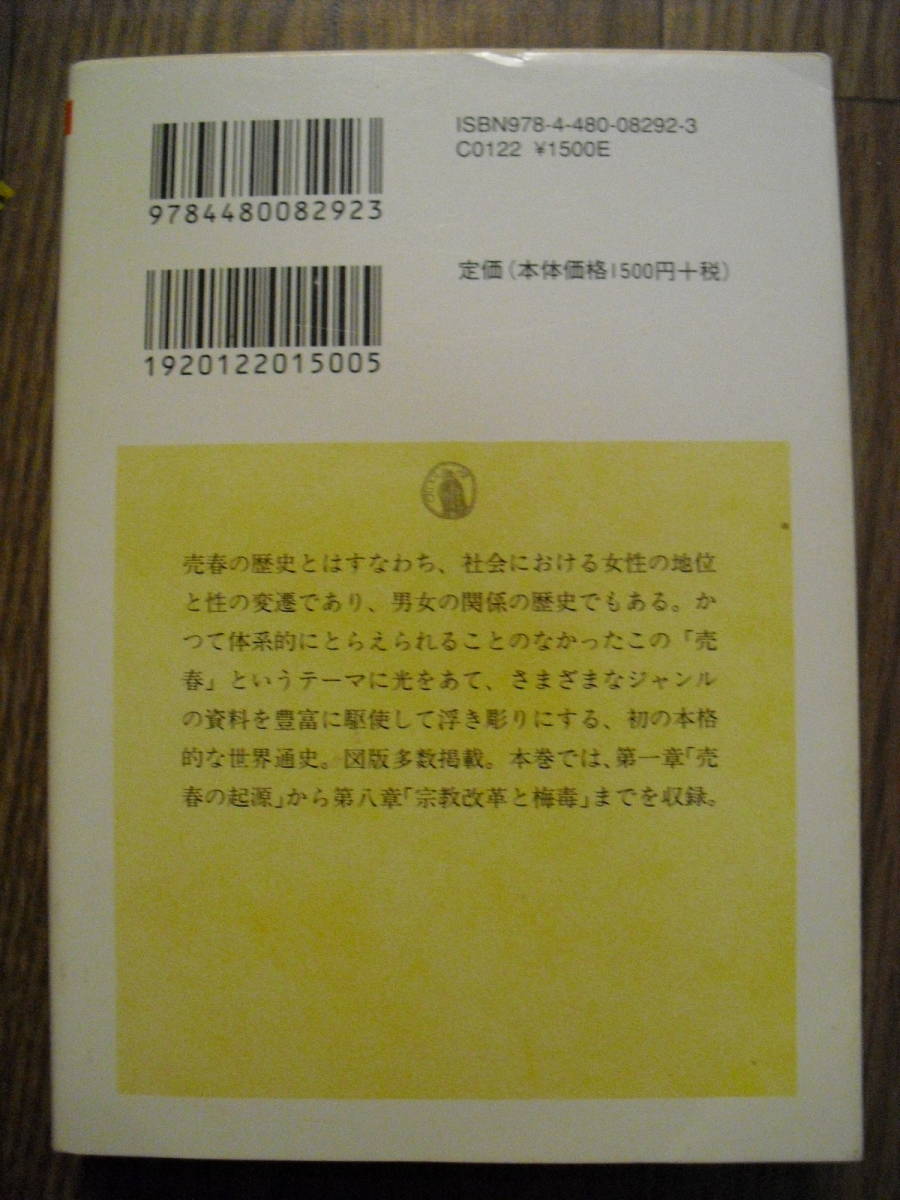 ISBN978-4-480-08292-3
C0122 ¥1500E
9784480082923
定価(本体価格1500円+税)
1920122015005
売春の歴史とはすなわち、社会における女性の地位
と性の変遷であり、男女の関係の歴史でもある。か
つて体系的にとらえられることのなかったこの「売
春」というテーマに光をあて、さまざまなジャンル
の資料を豊富に駆使して浮き彫りにする、初の本格
的な世界通史。図版多数掲載。本巻では、第一章「売
春の起源」から第八章「宗教改革と梅毒」までを収録。